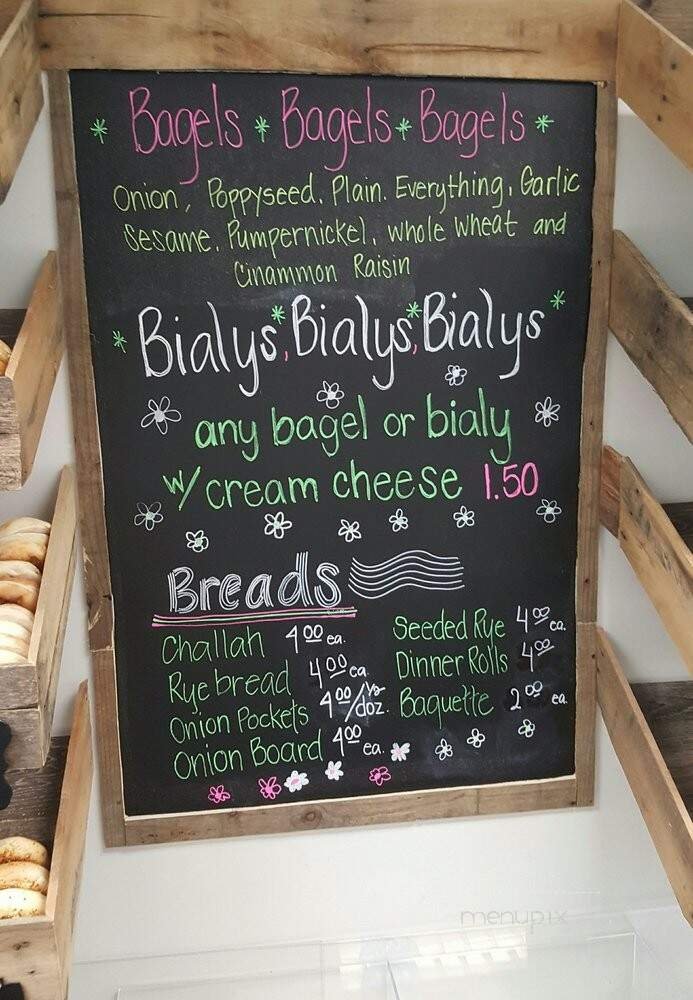 * Bagels * Bagels * Bagels *
Onion, Poppyseed, Plain. Everything, Garlic
Sesame, Pumpernickel, whole wheat and
Cinammon Raisin
* Bialys, * Bialys, * Bialys *
any bagel or bialy
w/ cream cheese 1.50
Breads
Challah 4.00 ea.
Rye bread 4.00 ea
Onion Pockets 4.00/½ doz.
Onion Board 4.00 ea.
Seeded Rye 4.00 ea.
Dinner Rolls 4.00
Baquette 2.00 ea
menupix